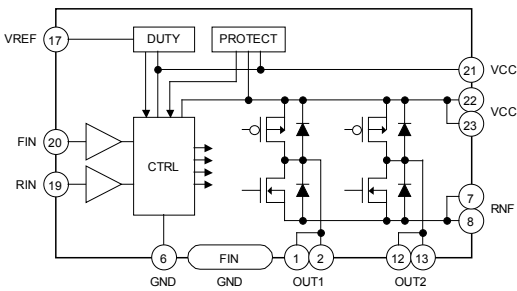 VREF 17 DUTY PROTECT
21 VCC
22 VCC
23
FIN 20
CTRL
RIN 19
7 RNF
8
6 FIN 1 2 12 13
GND GND OUT1 OUT2